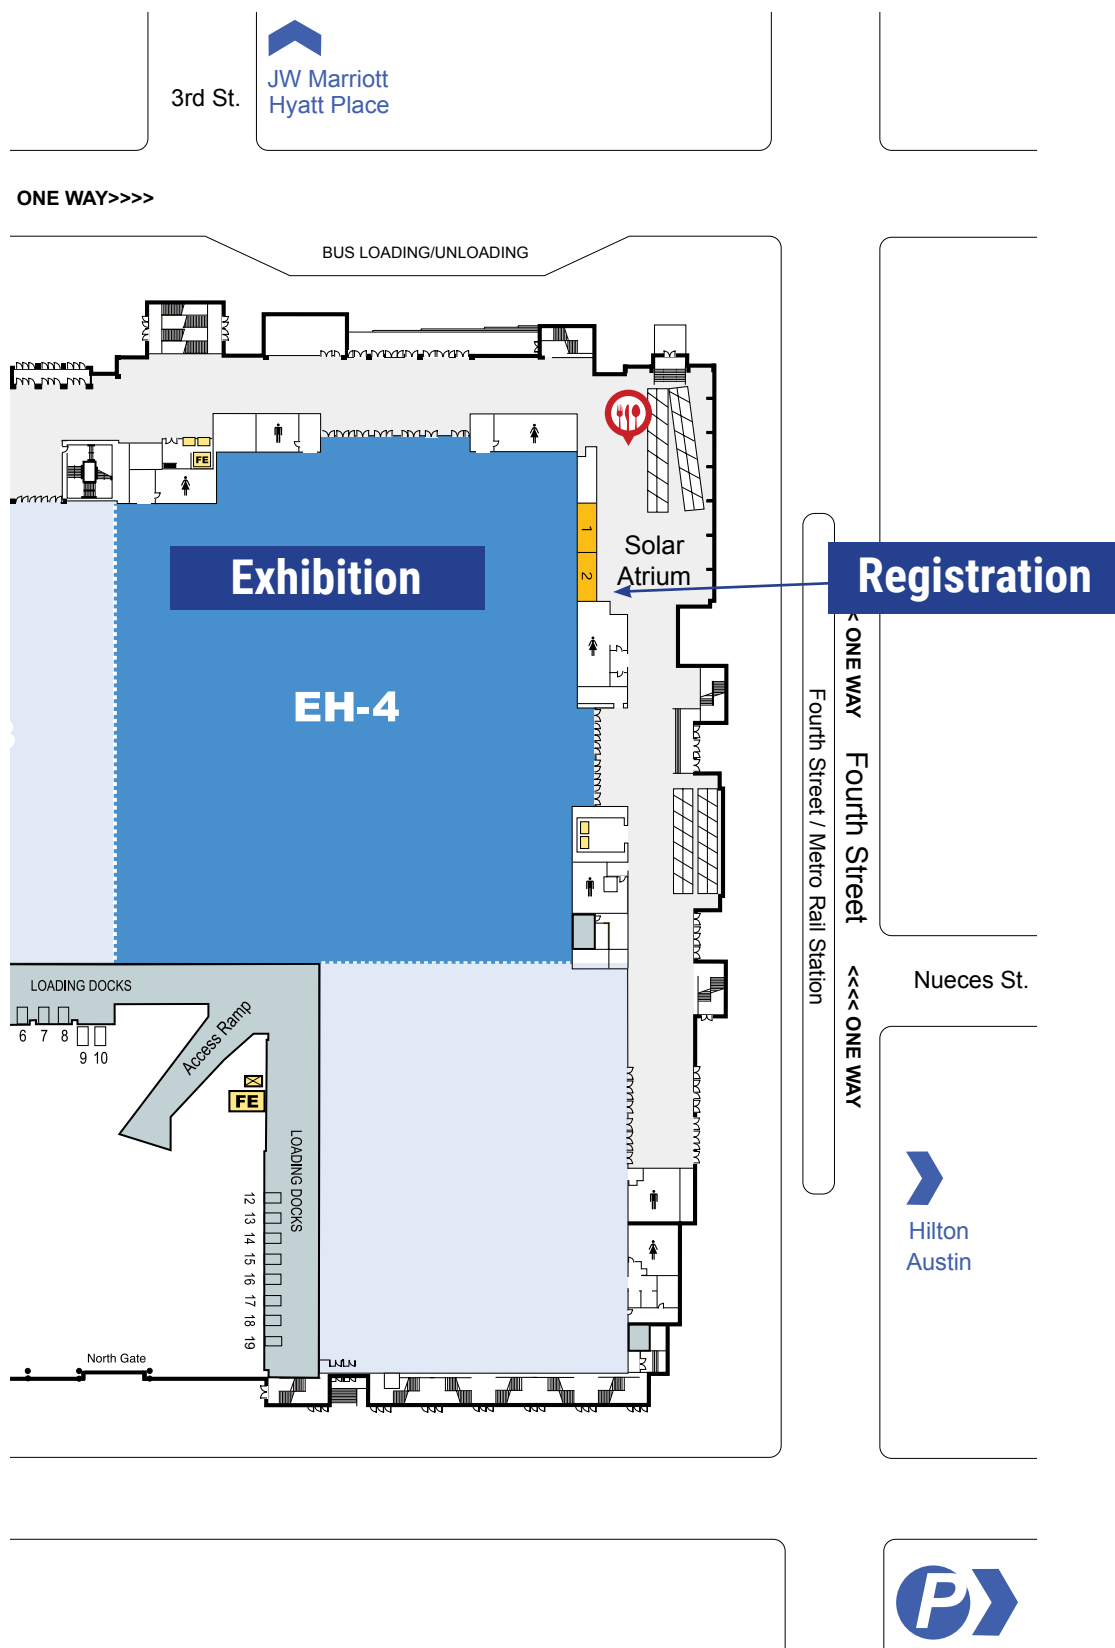 JW Marriott
Hyatt Place
3rd St.
ONE WAY>>>>
BUS LOADING/UNLOADING
FE
1
2
Solar
Atrium
Exhibition
Registration
EH-4
< ONE WAY
Fourth Street
<<<< ONE WAY
Fourth Street / Metro Rail Station
Nueces St.
LOADING DOCKS
6 7 8
9 10
Access Ramp
FE
LOADING DOCKS
12
13
14
15
16
17
18
19
North Gate
Hilton
Austin
P